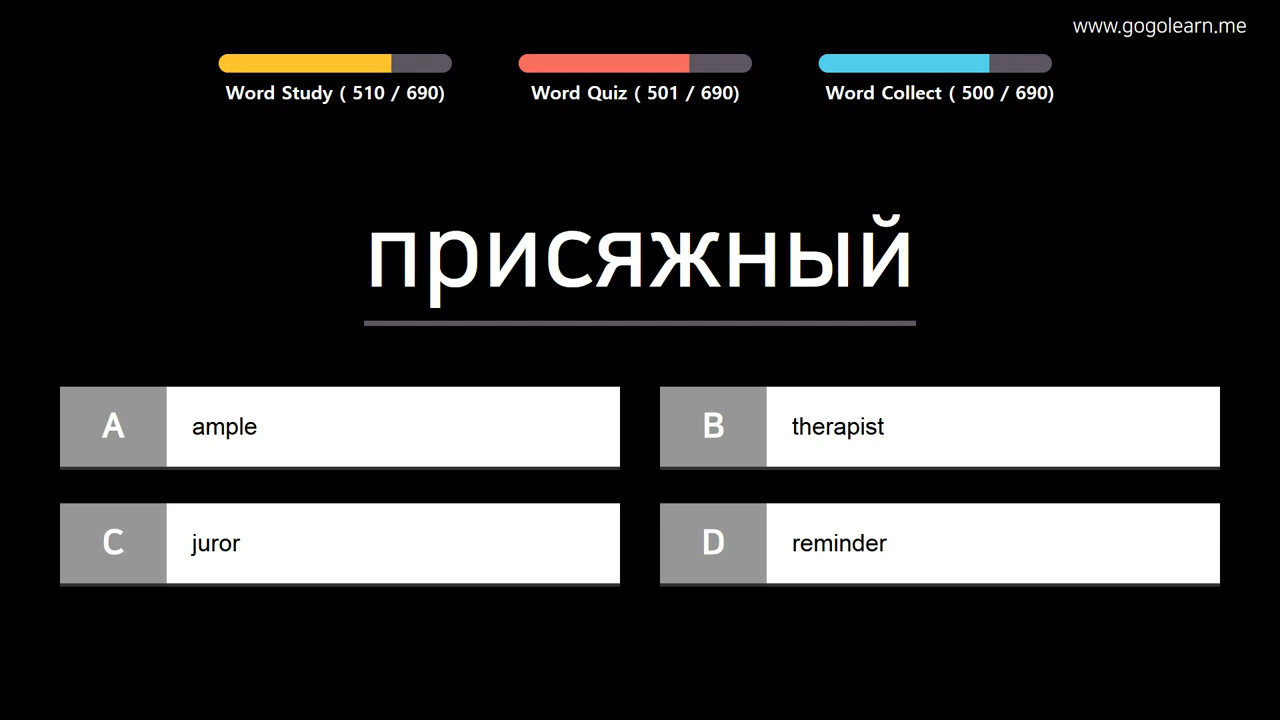 www.gogolearn.me
Word Study ( 510 / 690)
Word Quiz ( 501 / 690)
Word Collect ( 500 / 690)
присяжный
A ample
B therapist
C juror
D reminder